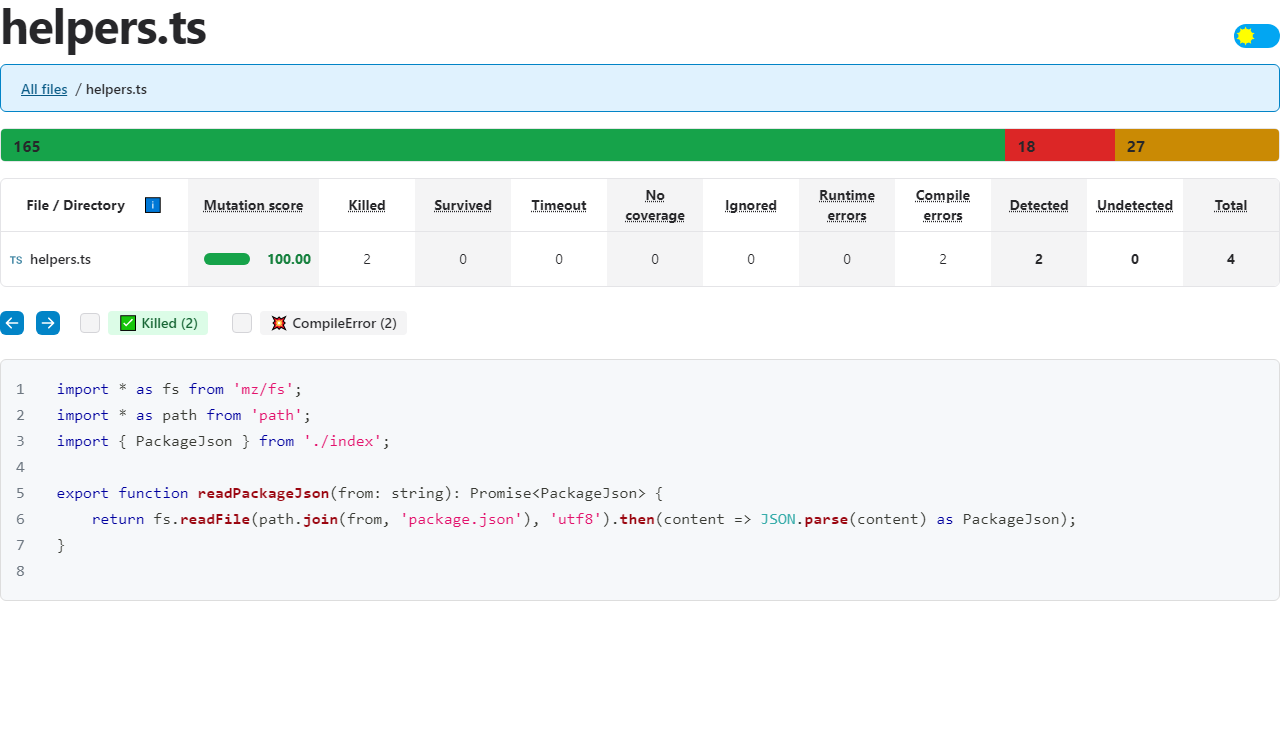 helpers.ts
All files / helpers.ts
165 18 27
File / Directory ℹ Mutation score Killed Survived Timeout No coverage Ignored Runtime errors Compile errors Detected Undetected Total
TS helpers.ts 100.00 2 0 0 0 0 0 2 2 0 4
✅ Killed (2) 💥 CompileError (2)
1 import * as fs from 'mz/fs';
2 import * as path from 'path';
3 import { PackageJson } from './index';
4
5 export function readPackageJson(from: string): Promise<PackageJson> {
6     return fs.readFile(path.join(from, 'package.json'), 'utf8').then(content => JSON.parse(content) as PackageJson);
7 }
8